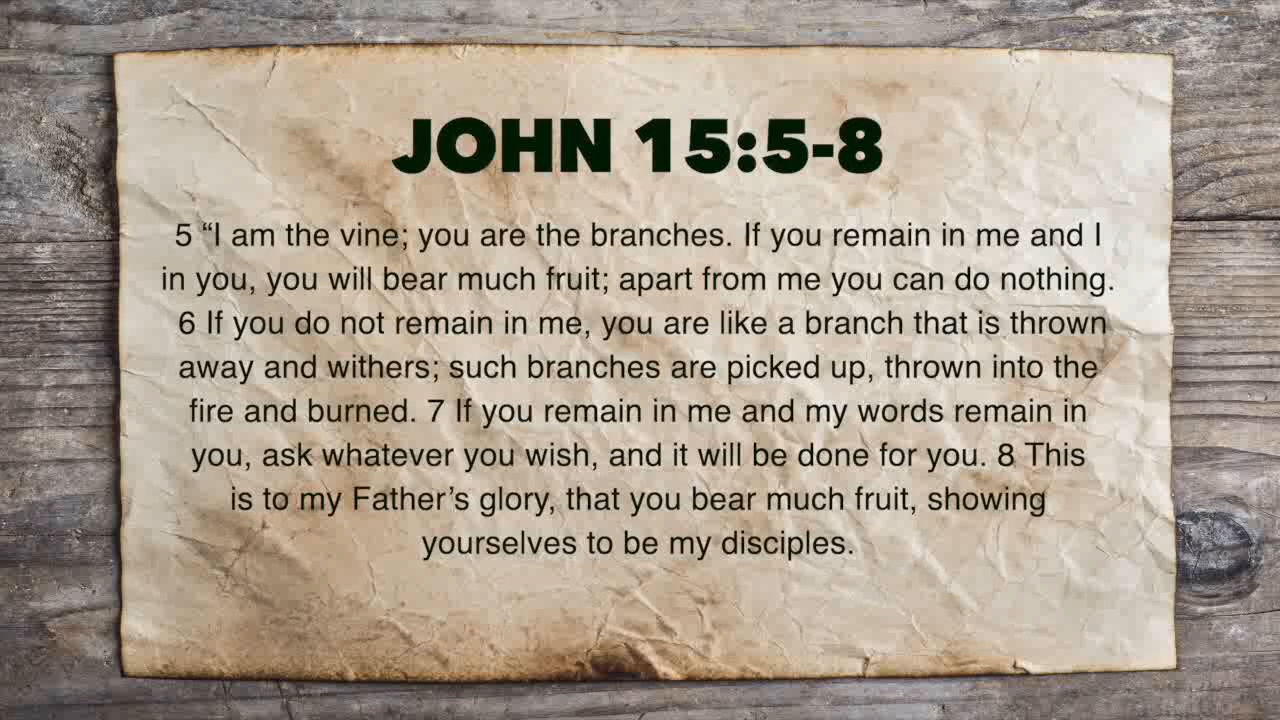 JOHN 15:5-8
5 “I am the vine; you are the branches. If you remain in me and I
in you, you will bear much fruit; apart from me you can do nothing.
6 If you do not remain in me, you are like a branch that is thrown
away and withers; such branches are picked up, thrown into the
fire and burned. 7 If you remain in me and my words remain in
you, ask whatever you wish, and it will be done for you. 8 This
is to my Father’s glory, that you bear much fruit, showing
yourselves to be my disciples.